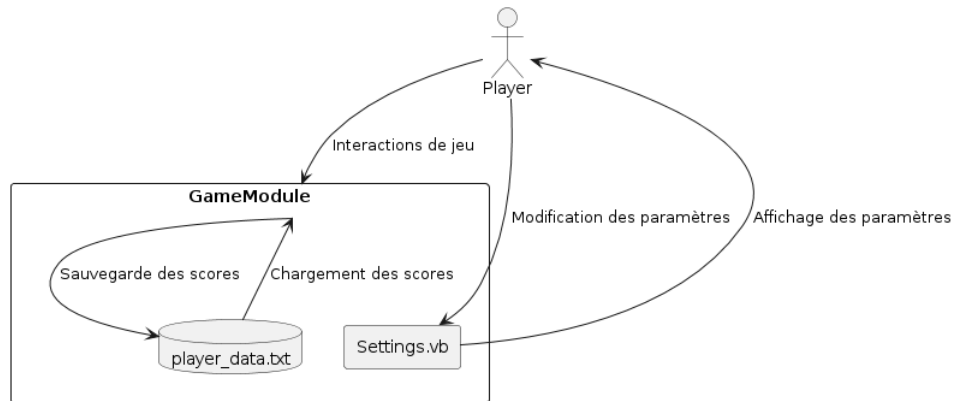 Player
Interactions de jeu
GameModule
Modification des paramètres
Affichage des paramètres
Sauvegarde des scores
Chargement des scores
player_data.txt
Settings.vb